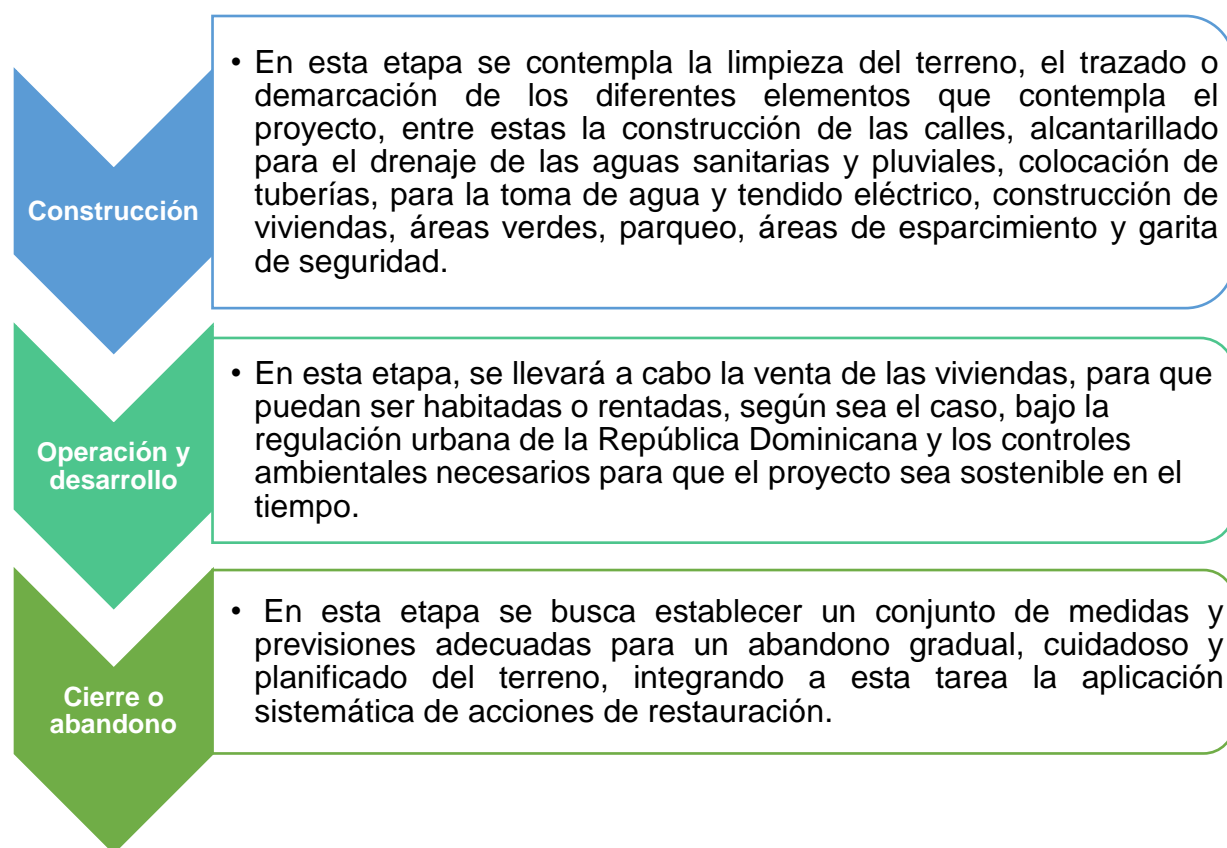 Construcción
• En esta etapa se contempla la limpieza del terreno, el trazado o
demarcación de los diferentes elementos que contempla el
proyecto, entre estas la construcción de las calles, alcantarillado
para el drenaje de las aguas sanitarias y pluviales, colocación de
tuberías, para la toma de agua y tendido eléctrico, construcción de
viviendas, áreas verdes, parqueo, áreas de esparcimiento y garita
de seguridad.
Operación y
desarrollo
• En esta etapa, se llevará a cabo la venta de las viviendas, para que
puedan ser habitadas o rentadas, según sea el caso, bajo la
regulación urbana de la República Dominicana y los controles
ambientales necesarios para que el proyecto sea sostenible en el
tiempo.
Cierre o
abandono
• En esta etapa se busca establecer un conjunto de medidas y
previsiones adecuadas para un abandono gradual, cuidadoso y
planificado del terreno, integrando a esta tarea la aplicación
sistemática de acciones de restauración.